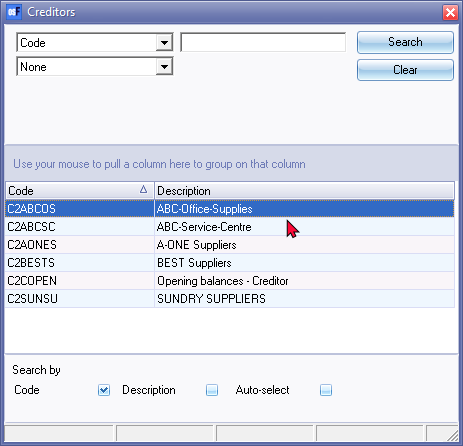 Creditors
Code Search
None Clear
Use your mouse to pull a column here to group on that column
Code Description
C2ABCOS ABC-Office-Supplies
C2ABCSC ABC-Service-Centre
C2AONES A-ONE Suppliers
C2BESTS BEST Suppliers
C2COPEN Opening balances - Creditor
C2SUNSU SUNDRY SUPPLIERS
Search by
Code Description Auto-select